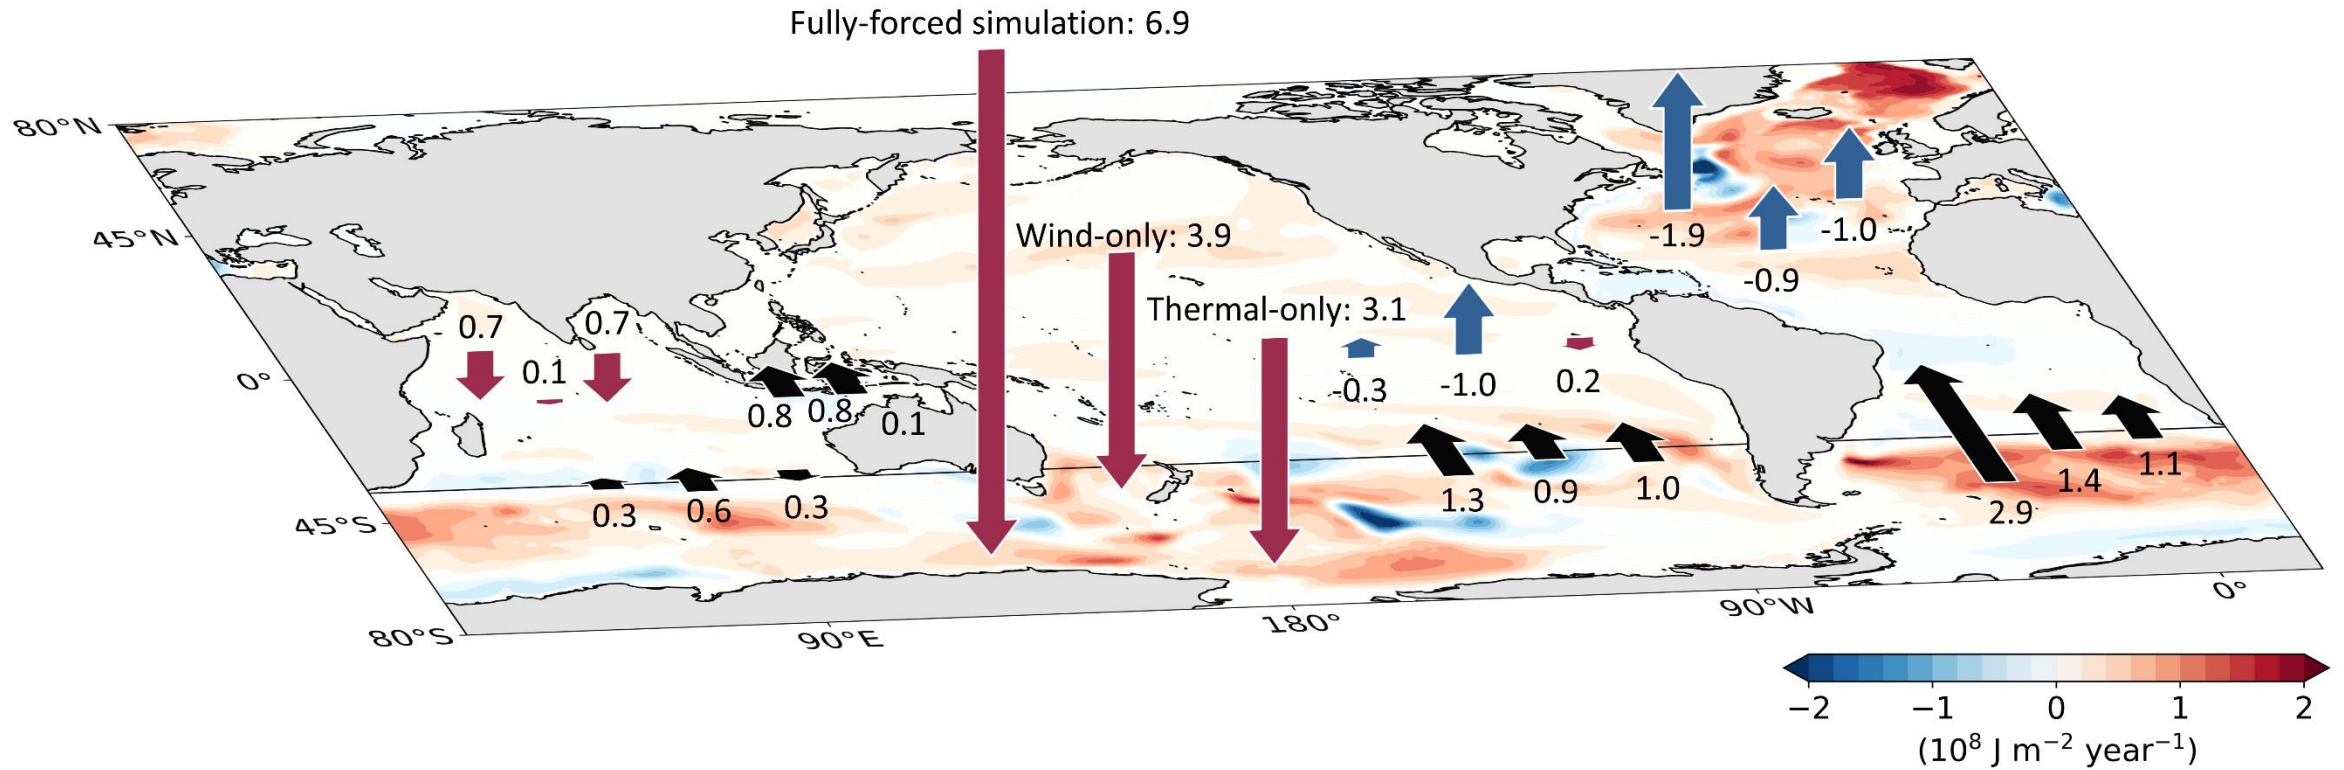 Fully-forced simulation: 6.9
80°N
45°N
Wind-only: 3.9
-1.9
-1.0
-0.9
0.7
0.7
Thermal-only: 3.1
0.1
0°
-0.3
-1.0
0.2
0.8
0.8
0.1
45°S
0.3
0.6
0.3
1.3
0.9
1.0
2.9
1.4
1.1
80°S
90°E
180°
90°W
0°
−2
−1
0
1
2
(10⁸ J m⁻² year⁻¹)